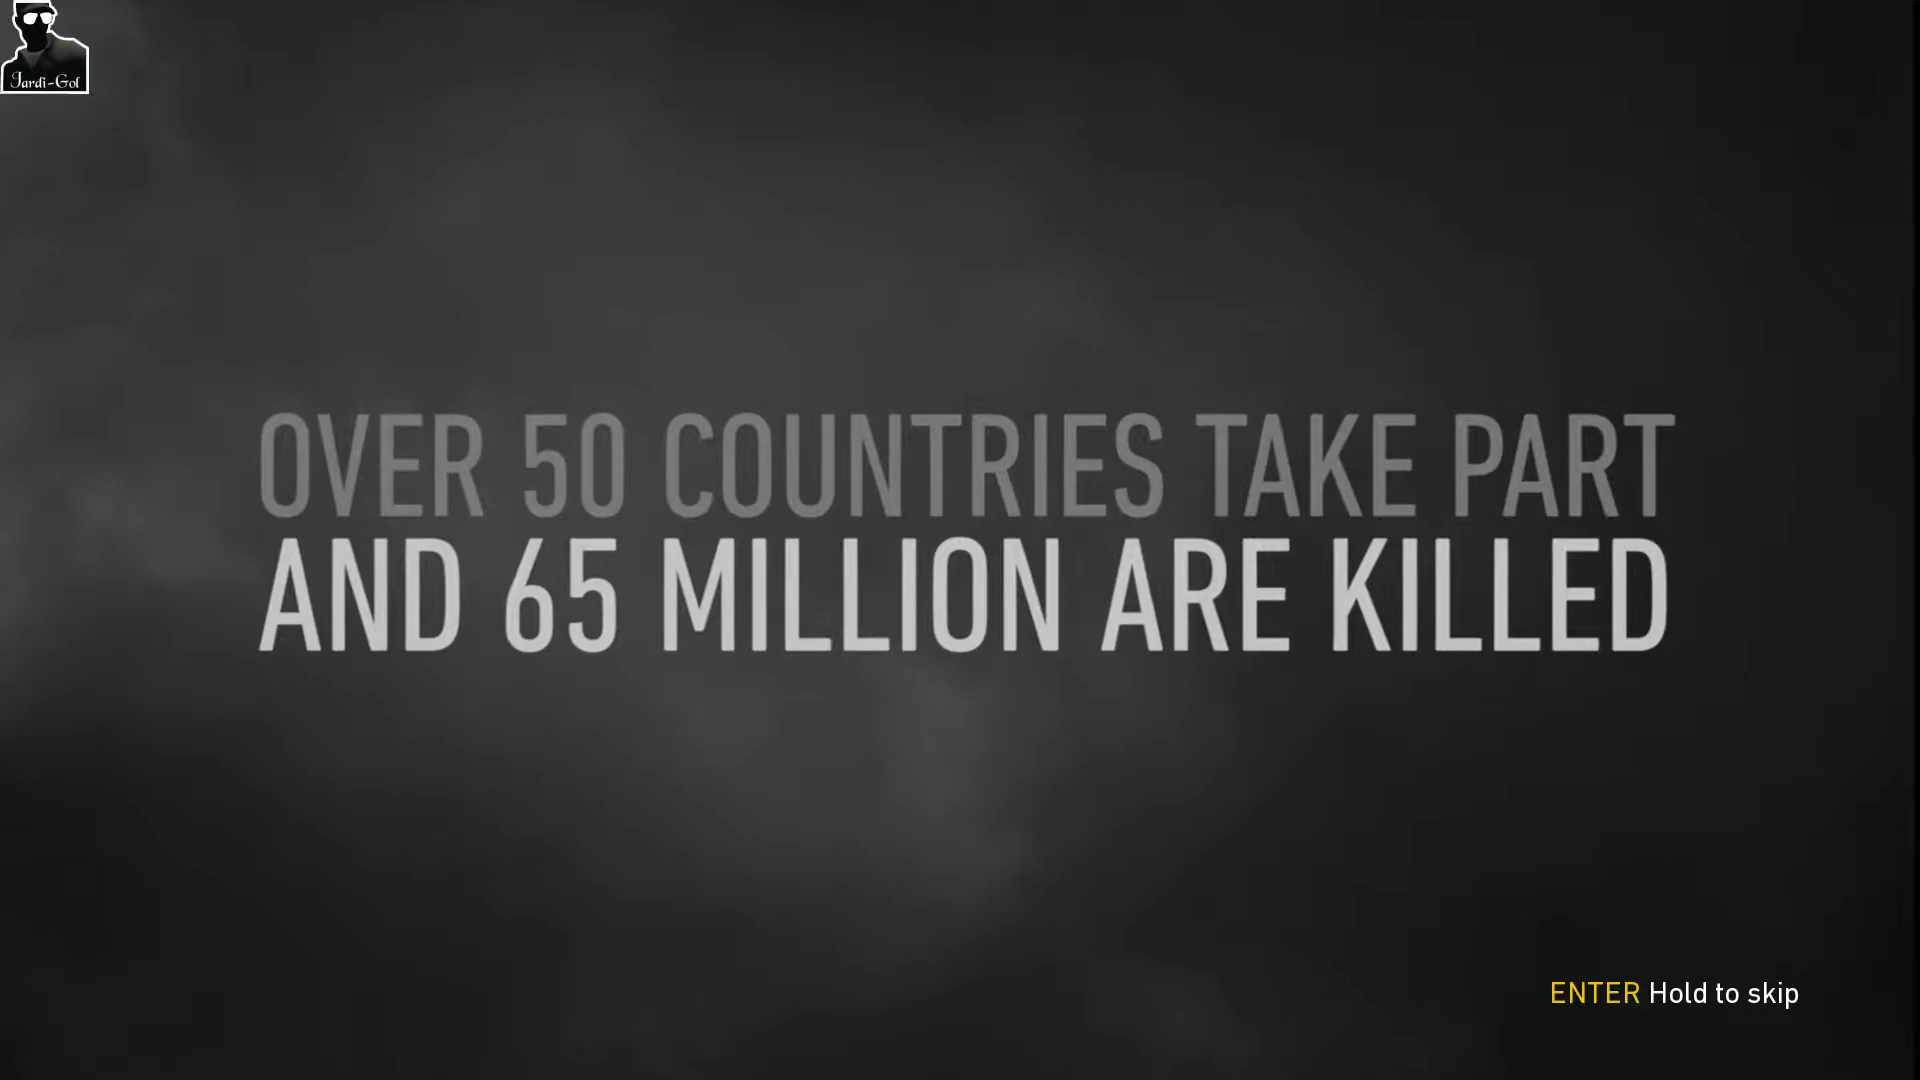 Jardi-Gol
OVER 50 COUNTRIES TAKE PART
AND 65 MILLION ARE KILLED
ENTER Hold to skip